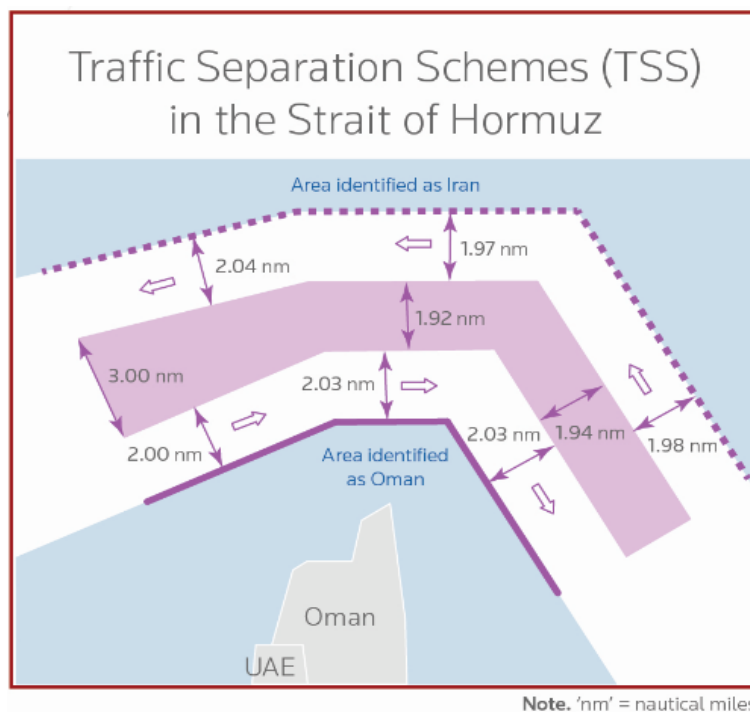 Traffic Separation Schemes (TSS)
in the Strait of Hormuz
Area identified as Iran
1.97 nm
2.04 nm
1.92 nm
3.00 nm
2.03 nm
2.00 nm
2.03 nm
1.94 nm
1.98 nm
Area identified
as Oman
Oman
UAE
Note. 'nm' = nautical miles